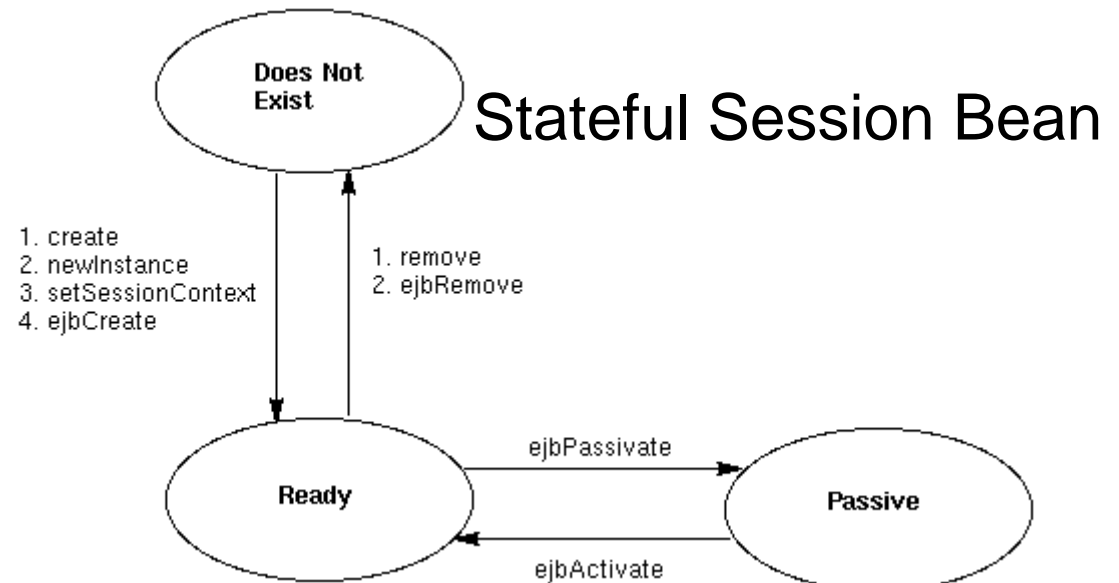 Does Not
Exist
Stateful Session Bean
1. create
2. newInstance
3. setSessionContext
4. ejbCreate
1. remove
2. ejbRemove
ejbPassivate
Ready
Passive
ejbActivate